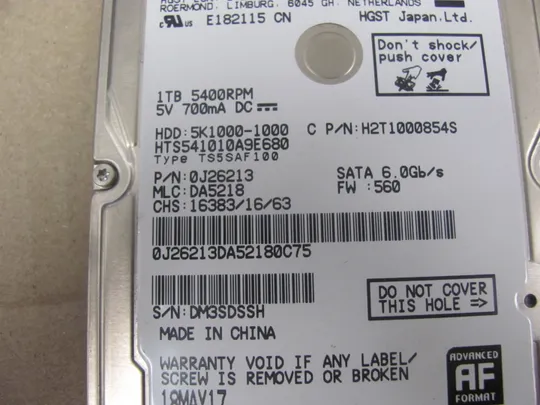 ROERMOND, LIMBURG, 6045 GH, NETHERLANDS
c RU us E182115 CN HGST Japan.Ltd.
Don't shock/
push cover
1TB 5400RPM
5V 700mA DC
HDD:5K1000-1000 C P/N:H2T1000854S
HTS541010A9E680
Type TS5SAF100
P/N:0J26213 SATA 6.0Gb/s
MLC:DA5218 FW :560
CHS:16383/16/63
0J26213DA52180C75
DO NOT COVER
THIS HOLE ⇒
S/N:DM3SDSSH
MADE IN CHINA
WARRANTY VOID IF ANY LABEL/
SCREW IS REMOVED OR BROKEN
ADVANCED
AF
FORMAT
18MAY17